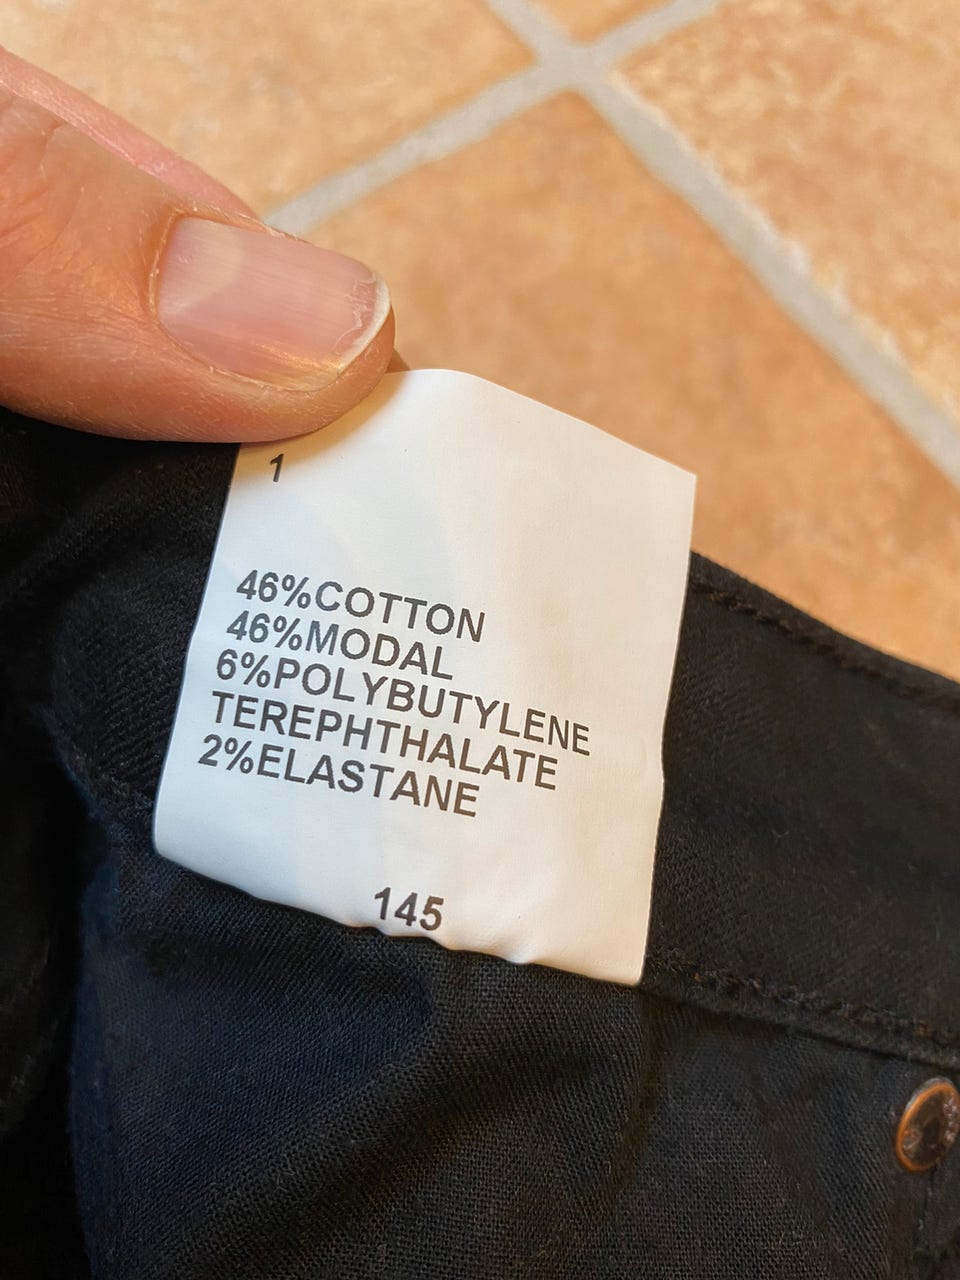 1
46%COTTON
46%MODAL
6%POLYBUTYLENE
TEREPHTHALATE
2%ELASTANE
145